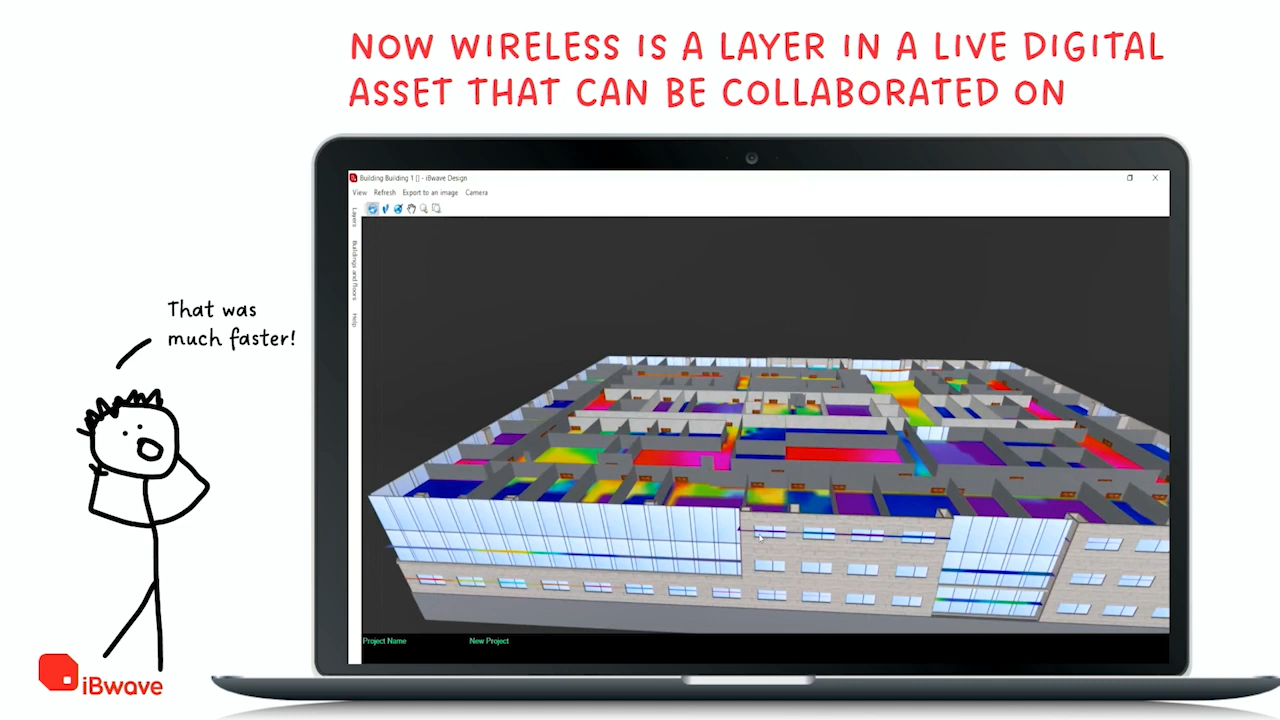 NOW WIRELESS IS A LAYER IN A LIVE DIGITAL
ASSET THAT CAN BE COLLABORATED ON
Building Building 1 [] - iBwave Design
View Refresh Export to an image Camera
Layers
Buildings and Floors
Help
That was
much faster!
Project Name New Project
iBwave